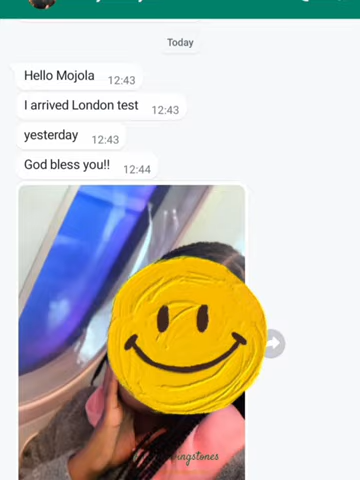 Today
Hello Mojola 12:43
I arrived London test 12:43
yesterday 12:43
God bless you!! 12:44